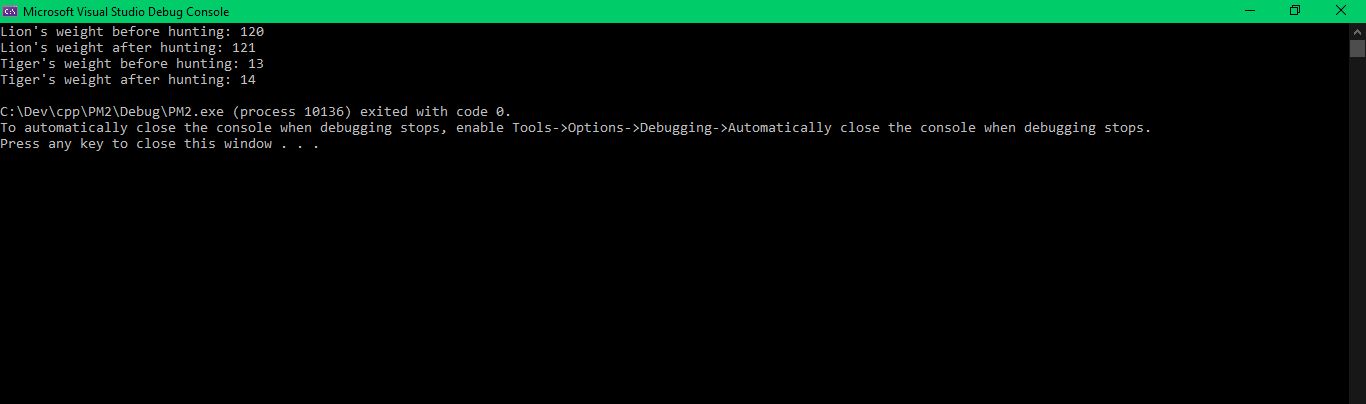 Microsoft Visual Studio Debug Console
Lion's weight before hunting: 120
Lion's weight after hunting: 121
Tiger's weight before hunting: 13
Tiger's weight after hunting: 14
C:\Dev\cpp\PM2\Debug\PM2.exe (process 10136) exited with code 0.
To automatically close the console when debugging stops, enable Tools->Options->Debugging->Automatically close the console when debugging stops.
Press any key to close this window . . .